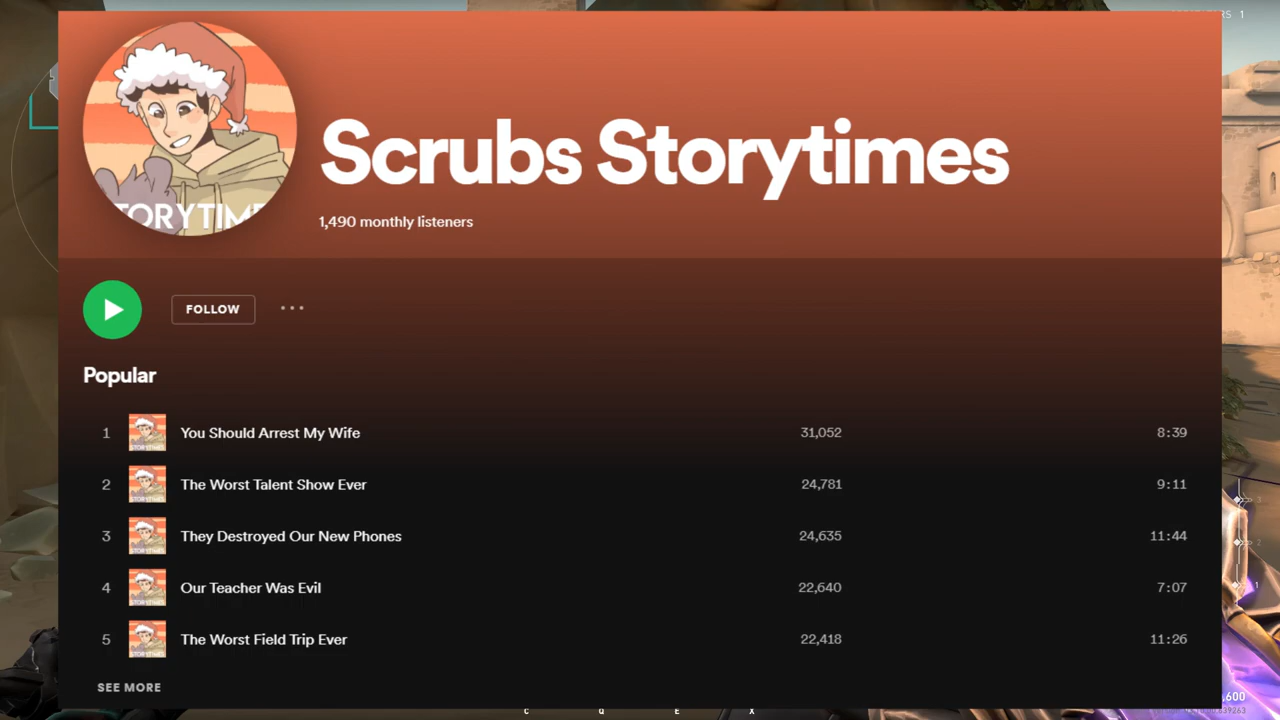 1
Scrubs Storytimes
STORYTIME
1,490 monthly listeners
FOLLOW
Popular
1 You Should Arrest My Wife 31,052 8:39
2 The Worst Talent Show Ever 24,781 9:11
3 They Destroyed Our New Phones 24,635 11:44
4 Our Teacher Was Evil 22,640 7:07
5 The Worst Field Trip Ever 22,418 11:26
SEE MORE
,600
C Q E X